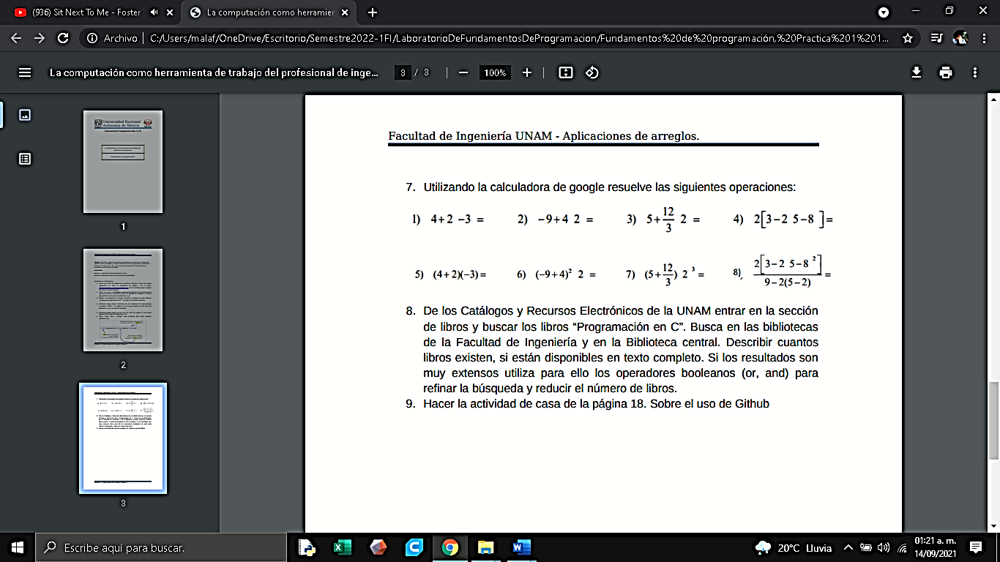 (936) Sit Next To Me - Foster
La computación como herramier
Archivo | C:/Users/malaf/OneDrive/Escritorio/Semestre2022-1FI/LaboratorioDeFundamentosDeProgramacion/Fundamentos%20de%20programación,%20Practica%201%201...
La computación como herramienta de trabajo del profesional de inge...
3 / 3
100%
Universidad Nacional
Autónoma de México
1
2
3
Facultad de Ingeniería UNAM - Aplicaciones de arreglos.
7. Utilizando la calculadora de google resuelve las siguientes operaciones:
1) 4+2 −3 = 2) −9+4 2 = 3) 5+12/3 2 = 4) 2[3−2 5−8 ]=
5) (4+2)(−3)= 6) (−9+4)² 2 = 7) (5+12/3) 2 ³ = 8), 2[3−2 5−8 ²]/9−2(5−2) =
8. De los Catálogos y Recursos Electrónicos de la UNAM entrar en la sección
de libros y buscar los libros “Programación en C”. Busca en las bibliotecas
de la Facultad de Ingeniería y en la Biblioteca central. Describir cuantos
libros existen, si están disponibles en texto completo. Si los resultados son
muy extensos utiliza para ello los operadores booleanos (or, and) para
refinar la búsqueda y reducir el número de libros.
9. Hacer la actividad de casa de la página 18. Sobre el uso de Github
Escribe aquí para buscar.
20°C Lluvia
01:21 a. m.
14/09/2021